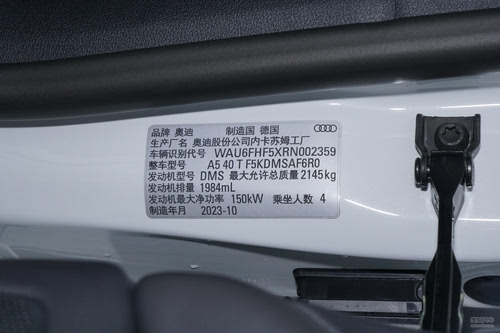 品牌 奥迪 制造国 德国
生产厂名 奥迪股份公司内卡苏姆工厂
车辆识别代号 WAU6FHF5XRN002359
整车型号 A5 40 T F5KDMSAF6R0
发动机型号 DMS 最大允许总质量 2145kg
发动机排量 1984mL
发动机最大净功率 150kW 乘坐人数 4
制造年月 2023-10